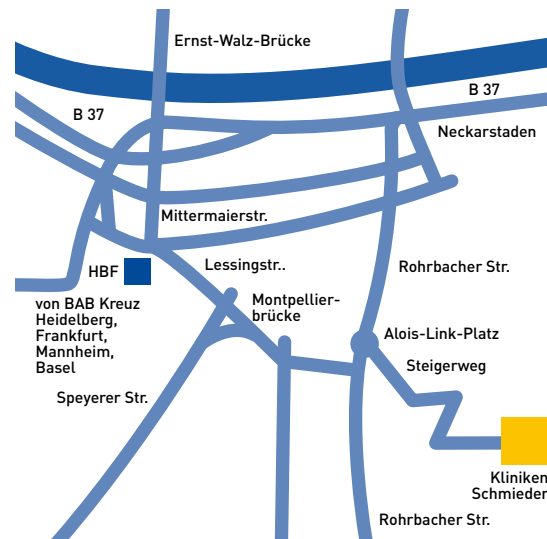 Ernst-Walz-Brücke
B 37
B 37
Neckarstaden
Mittermaierstr.
HBF
Lessingstr..
Rohrbacher Str.
von BAB Kreuz
Heidelberg,
Frankfurt,
Mannheim,
Basel
Montpellier-
brücke
Alois-Link-Platz
Steigerweg
Speyerer Str.
Kliniken
Schmieder
Rohrbacher Str.